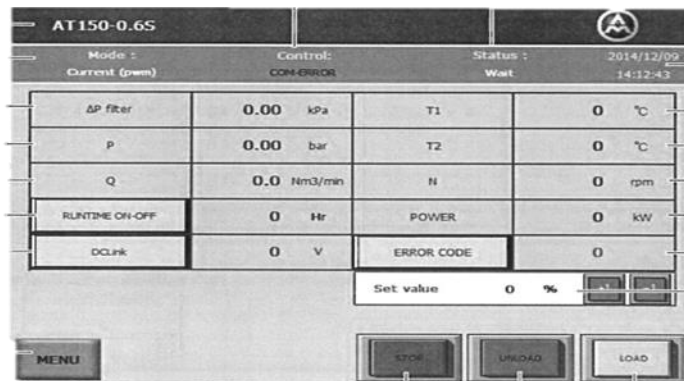 AT150-0.6S
Mode : Control: Status : 2014/12/09
Current (pwm) COM-ERROR Wait 14:12:43
ΔP filter 0.00 kPa T1 0 °C
P 0.00 bar T2 0 °C
Q 0.0 Nm3/min N 0 rpm
RUNTIME ON-OFF 0 Hr POWER 0 kW
DCLink 0 V ERROR CODE 0
Set value 0 %
MENU STOP UNLOAD LOAD